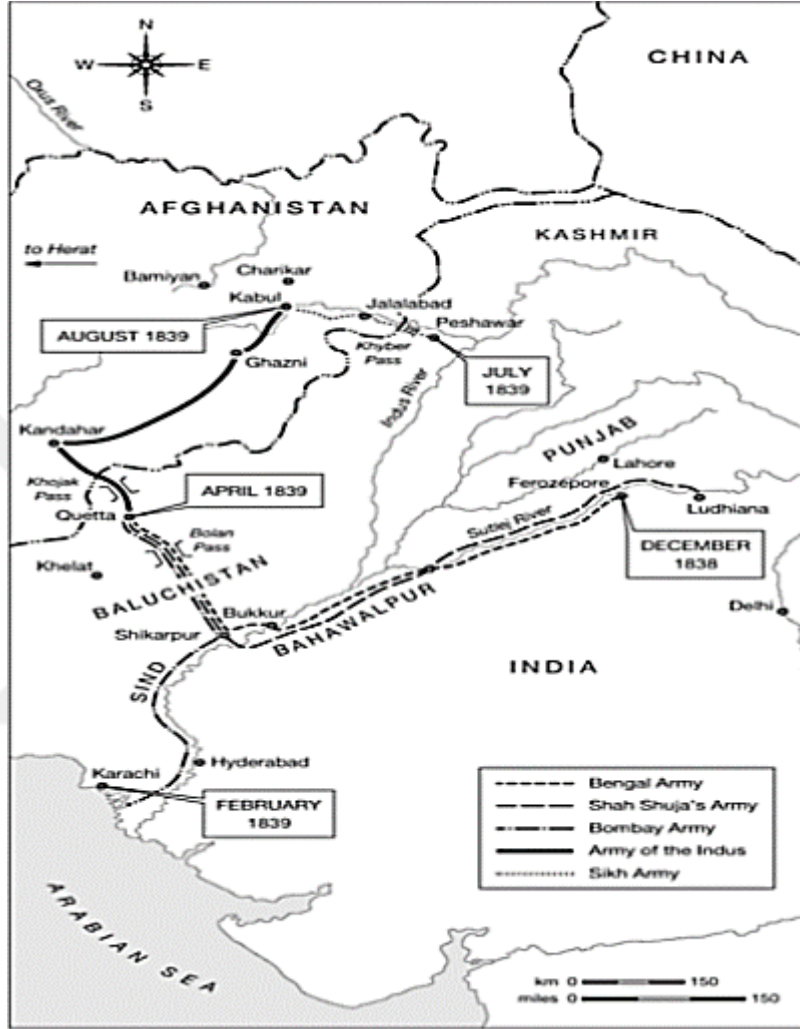 N
W
E
S
CHINA
Oxus River
AFGHANISTAN
KASHMIR
to Herat
Bamiyan
Charikar
Kabul
Jalalabad
Peshawar
AUGUST 1839
Khyber
Pass
Ghazni
JULY
1839
Indus River
Kandahar
PUNJAB
Lahore
Khojak
Pass
APRIL 1839
Ferozepore
Ludhiana
Quetta
Sutlej River
Bolan
Pass
DECEMBER
1838
Khelat
BALUCHISTAN
Delhi
Bukkur
Shikarpur
BAHAWALPUR
INDIA
SIND
Hyderabad
Karachi
FEBRUARY
1839
Bengal Army
Shah Shuja's Army
Bombay Army
Army of the Indus
Sikh Army
ARABIAN SEA
km 0 150
miles 0 150